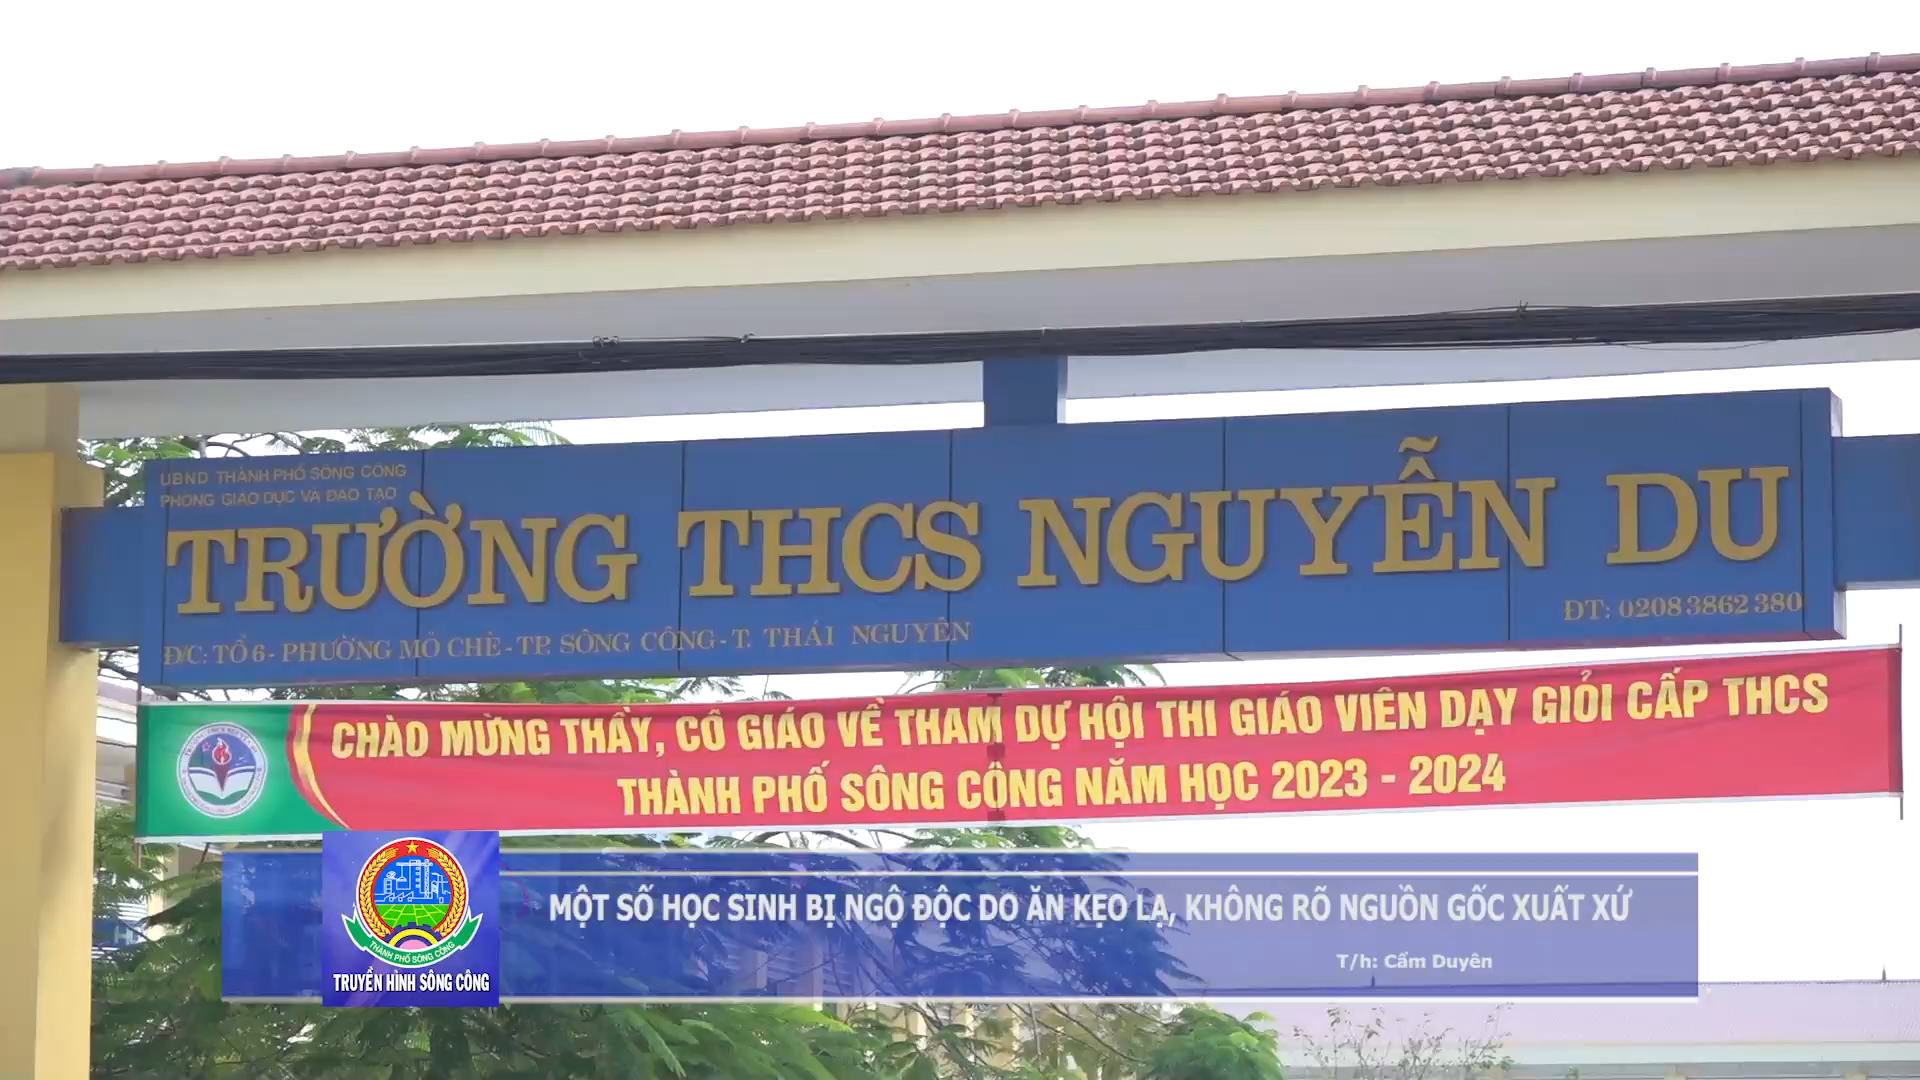 UBND THÀNH PHỐ SÔNG CÔNG
PHÒNG GIÁO DỤC VÀ ĐÀO TẠO
TRƯỜNG THCS NGUYỄN DU
ĐT: 0208 3862 380
Đ/C: TỔ 6 - PHƯỜNG MỎ CHÈ - TP. SÔNG CÔNG - T. THÁI NGUYÊN
CHÀO MỪNG THẦY, CÔ GIÁO VỀ THAM DỰ HỘI THI GIÁO VIÊN DẠY GIỎI CẤP THCS
THÀNH PHỐ SÔNG CÔNG NĂM HỌC 2023 - 2024
MỘT SỐ HỌC SINH BỊ NGỘ ĐỘC DO ĂN KẸO LẠ, KHÔNG RÕ NGUỒN GỐC XUẤT XỨ
T/h: Cẩm Duyên
THÀNH PHỐ SÔNG CÔNG
TRUYỀN HÌNH SÔNG CÔNG